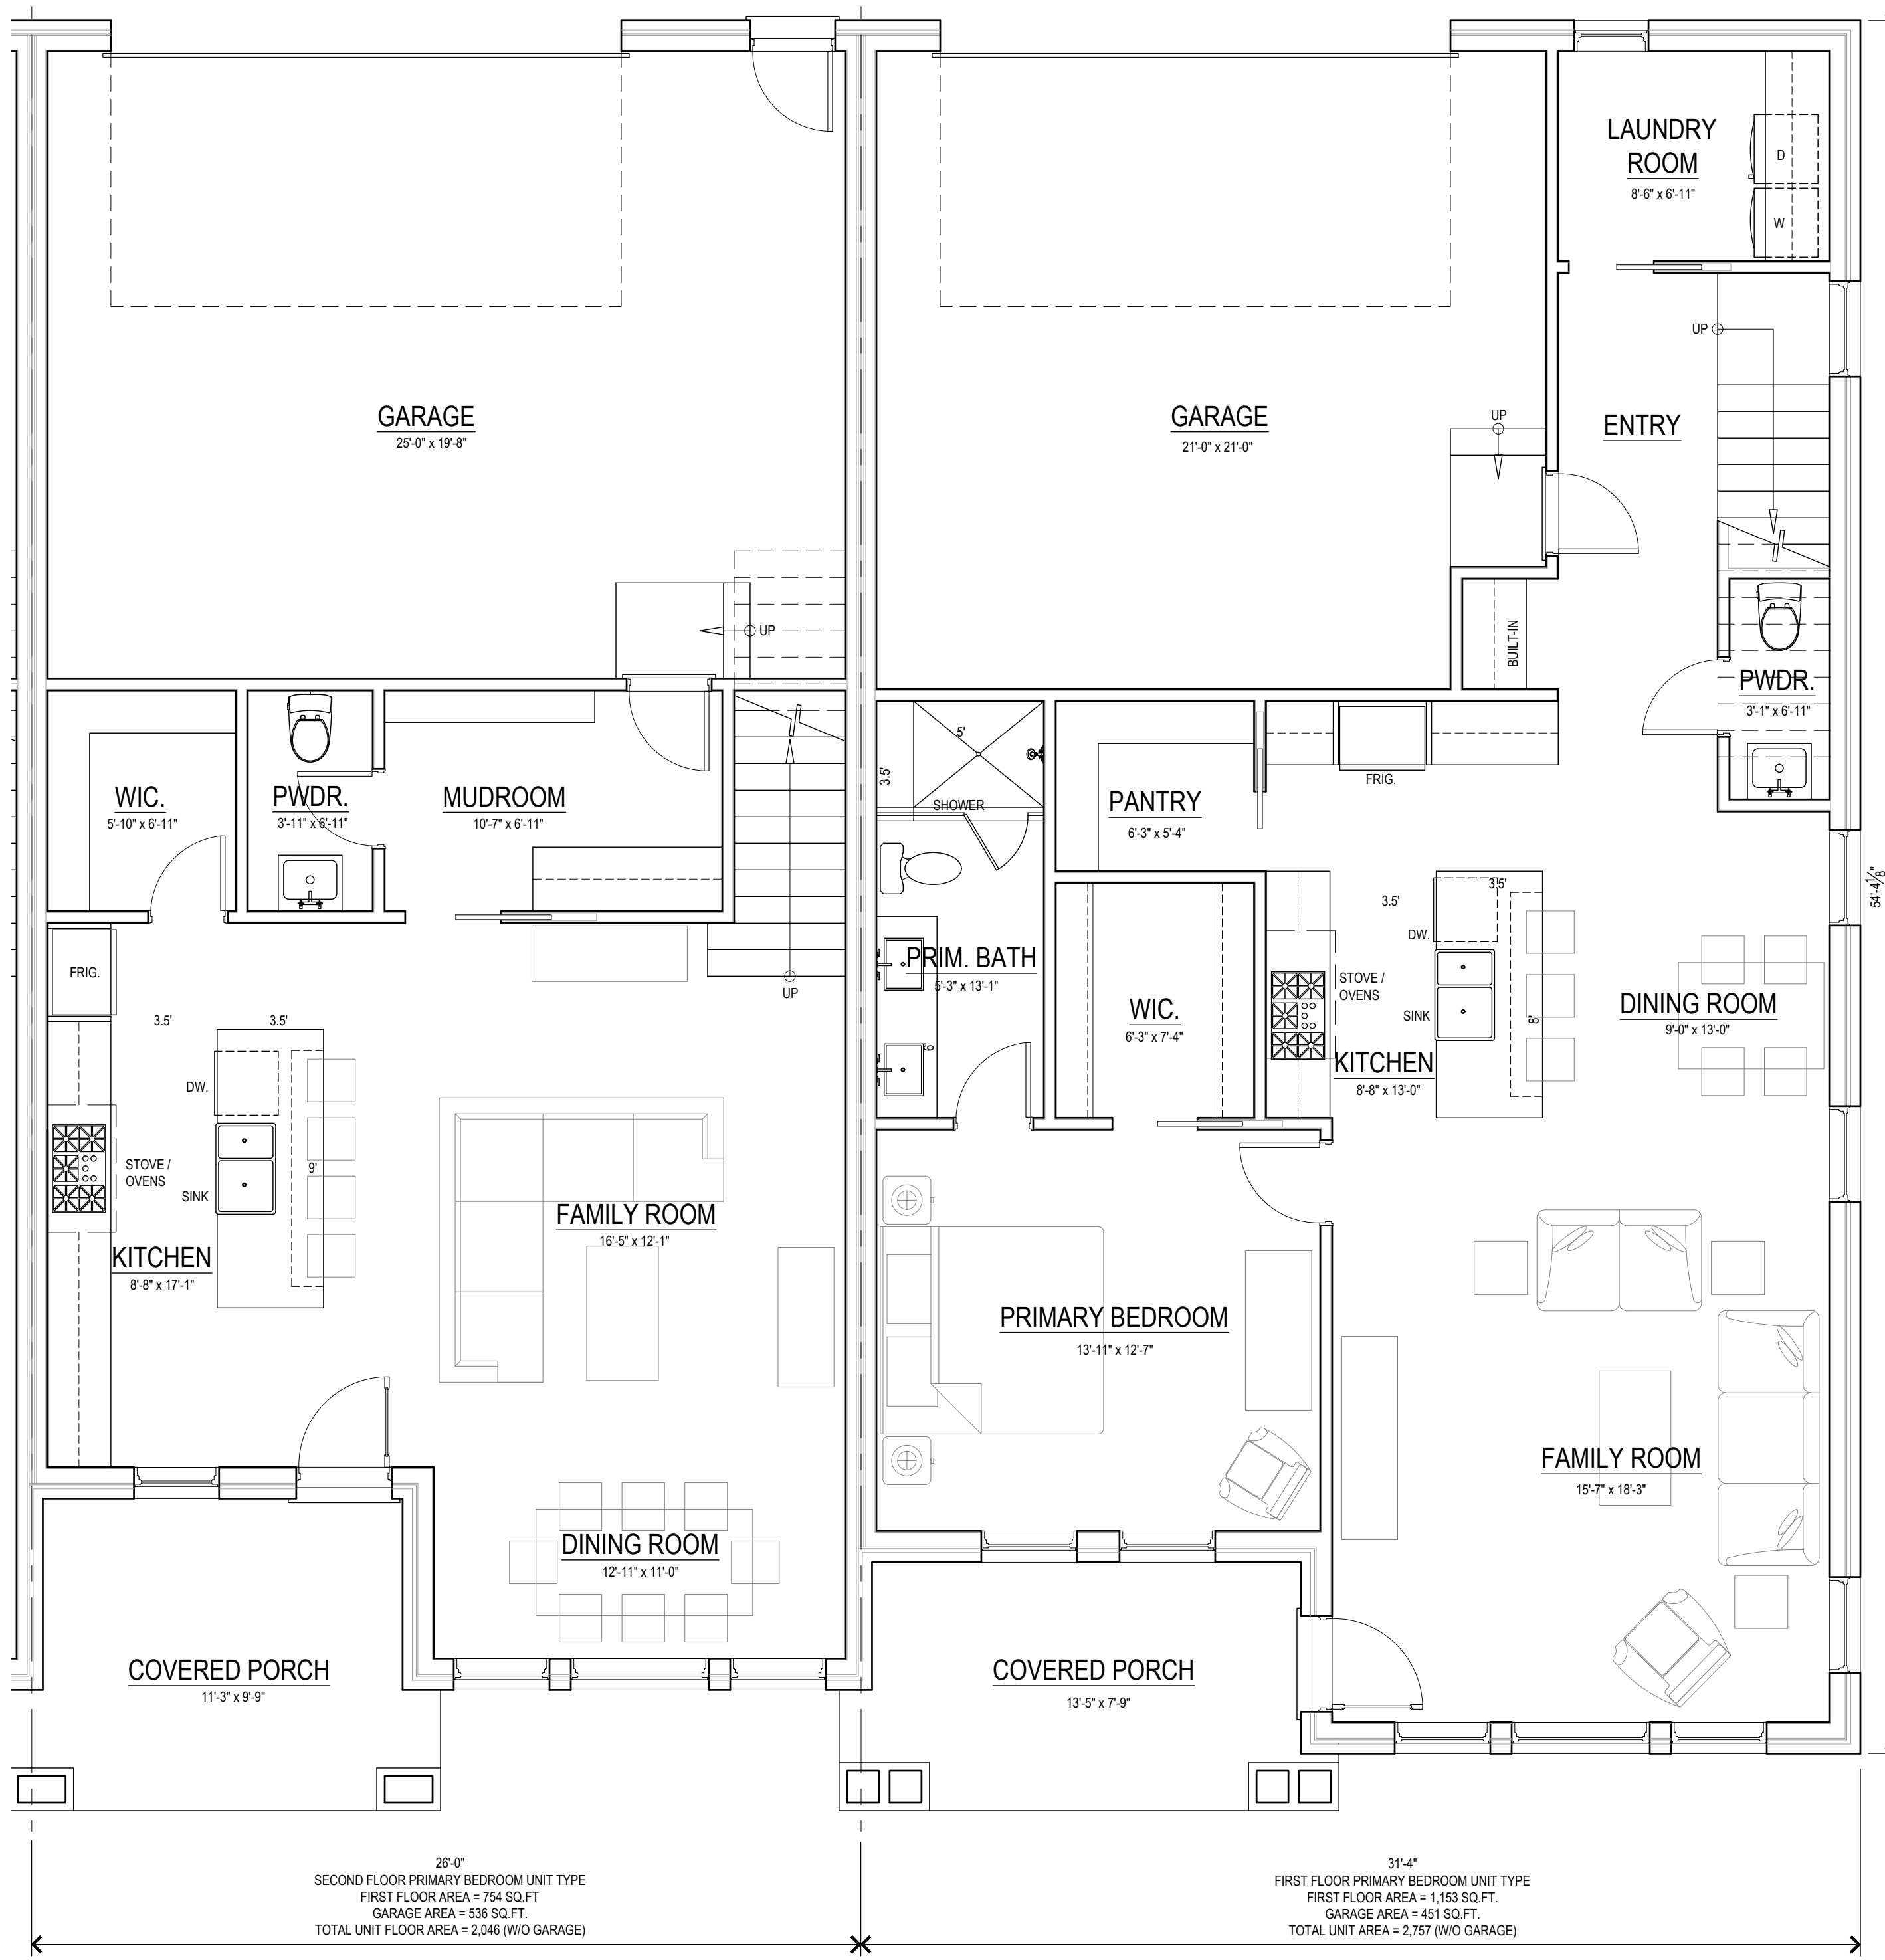 GARAGE
25'-0" x 19'-8"
UP
WIC.
5'-10" x 6'-11"
PWDR.
3'-11" x 6'-11"
MUDROOM
10'-7" x 6'-11"
UP
FRIG.
3.5'
3.5'
DW.
9'
STOVE /
OVENS
SINK
KITCHEN
8'-8" x 17'-1"
FAMILY ROOM
16'-5" x 12'-1"
DINING ROOM
12'-11" x 11'-0"
COVERED PORCH
11'-3" x 9'-9"
26'-0"
SECOND FLOOR PRIMARY BEDROOM UNIT TYPE
FIRST FLOOR AREA = 754 SQ.FT
GARAGE AREA = 536 SQ.FT.
TOTAL UNIT FLOOR AREA = 2,046 (W/O GARAGE)
LAUNDRY
ROOM
8'-6" x 6'-11"
D
W
UP
GARAGE
21'-0" x 21'-0"
UP
ENTRY
BUILT-IN
PWDR.
3'-1" x 6'-11"
5'
3.5'
SHOWER
PANTRY
6'-3" x 5'-4"
FRIG.
3.5'
3.5'
DW.
54'-4 1/8"
PRIM. BATH
5'-3" x 13'-1"
6'
WIC.
6'-3" x 7'-4"
STOVE /
OVENS
SINK
8'
KITCHEN
8'-8" x 13'-0"
DINING ROOM
9'-0" x 13'-0"
PRIMARY BEDROOM
13'-11" x 12'-7"
FAMILY ROOM
15'-7" x 18'-3"
COVERED PORCH
13'-5" x 7'-9"
31'-4"
FIRST FLOOR PRIMARY BEDROOM UNIT TYPE
FIRST FLOOR AREA = 1,153 SQ.FT.
GARAGE AREA = 451 SQ.FT.
TOTAL UNIT AREA = 2,757 (W/O GARAGE)